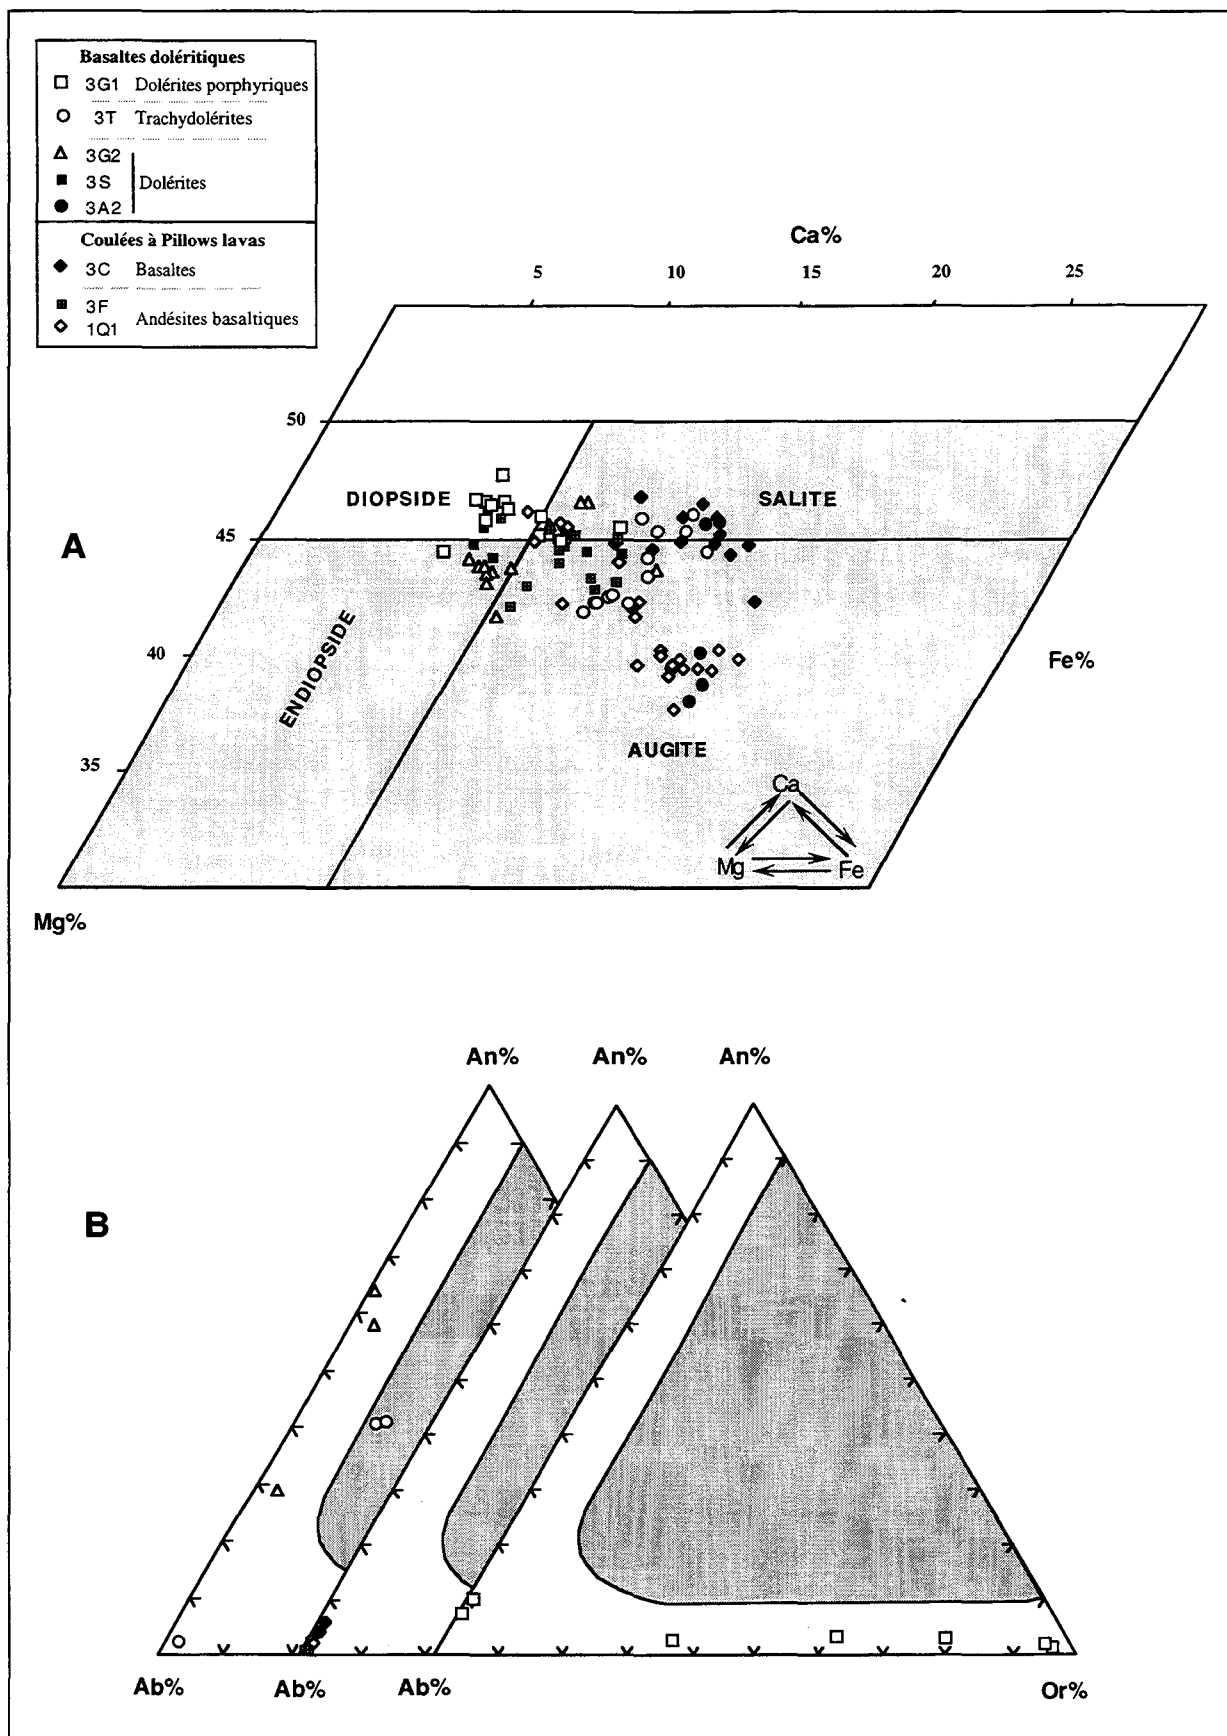 Basaltes doléritiques
3G1 Dolérites porphyriques
3T Trachydolérites
3G2
3S Dolérites
3A2
Coulées à Pillows lavas
3C Basaltes
3F
1Q1 Andésites basaltiques
Ca%
5 10 15 20 25
50
DIOPSIDE SALITE
A 45
40 Fe%
ENDIOPSIDE
35
AUGITE
Ca
Mg Fe
Mg%
An% An% An%
B
Ab% Ab% Ab% Or%